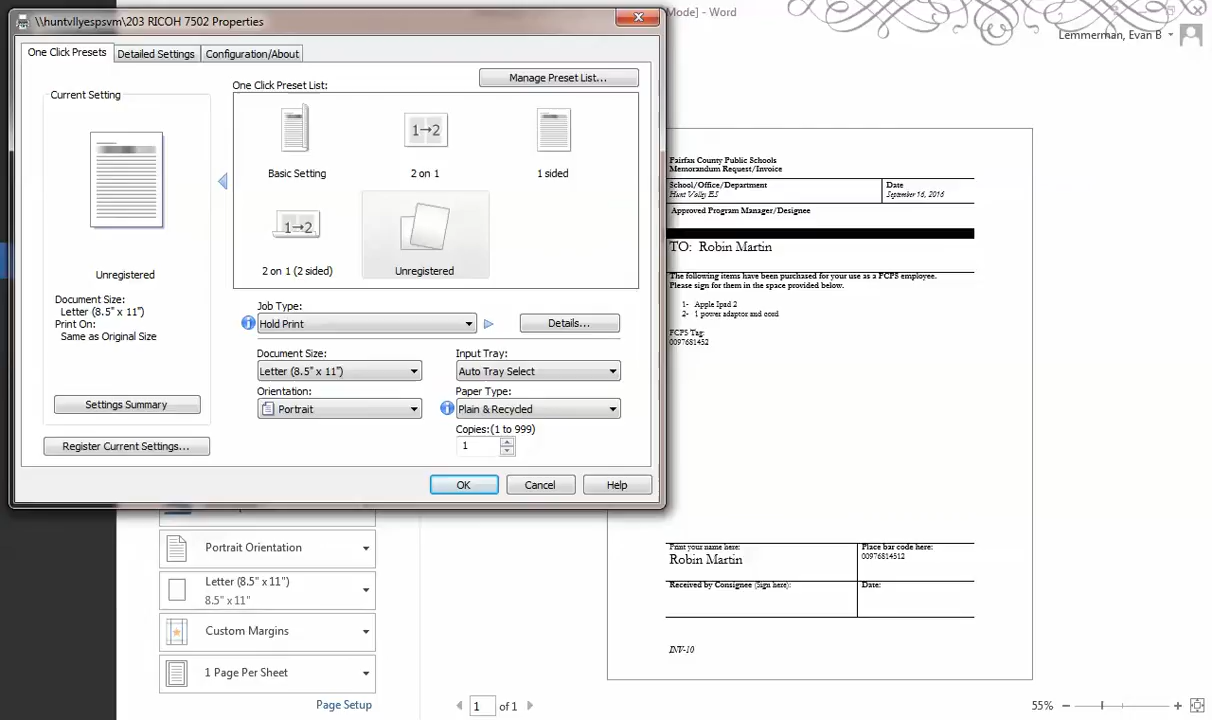 \\huntvllyespsvm\203 RICOH 7502 Properties
Mode] - Word
Lemmerman, Evan B
One Click Presets
Detailed Settings
Configuration/About
Current Setting
Unregistered
Document Size:
Letter (8.5" x 11")
Print On:
Same as Original Size
Settings Summary
Register Current Settings...
One Click Preset List:
Manage Preset List...
1→2
Basic Setting
2 on 1
1 sided
1→2
2 on 1 (2 sided)
Unregistered
Job Type:
Hold Print
Details...
Document Size:
Letter (8.5" x 11")
Input Tray:
Auto Tray Select
Orientation:
Portrait
Paper Type:
Plain & Recycled
Copies:(1 to 999)
1
OK
Cancel
Help
Portrait Orientation
Letter (8.5" x 11")
8.5" x 11"
Custom Margins
1 Page Per Sheet
Page Setup
Fairfax County Public Schools
Memorandum Request/Invoice
School/Office/Department
Hunt Valley ES
Date
September 16, 2016
Approved Program Manager/Designee
TO: Robin Martin
The following items have been purchased for your use as a FCPS employee.
Please sign for them in the space provided below.
1- Apple Ipad 2
2- 1 power adaptor and cord
FCPS Tag:
0097681452
Print your name here:
Robin Martin
Place bar code here:
00976814512
Received by Consignee (Sign here):
Date:
INV-10
1 of 1
55%